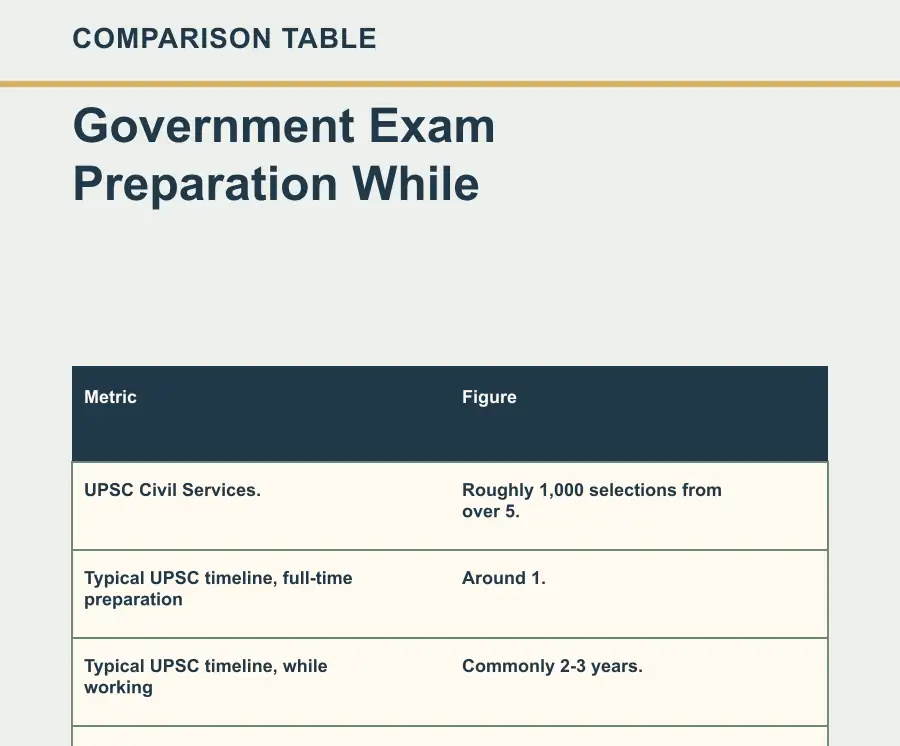 COMPARISON TABLE
Government Exam
Preparation While
Metric
Figure
UPSC Civil Services.
Roughly 1,000 selections from
over 5.
Typical UPSC timeline, full-time
preparation
Around 1.
Typical UPSC timeline, while
working
Commonly 2-3 years.